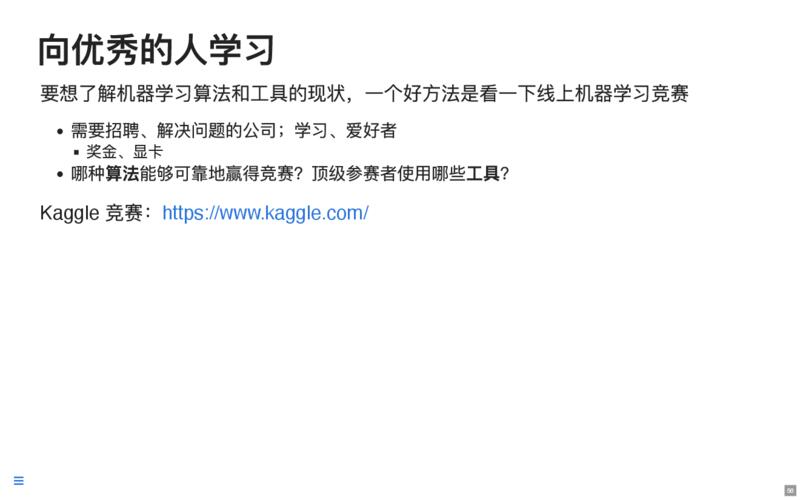 向优秀的人学习
要想了解机器学习算法和工具的现状，一个好方法是看一下线上机器学习竞赛
• 需要招聘、解决问题的公司；学习、爱好者
▪ 奖金、显卡
• 哪种算法能够可靠地赢得竞赛？顶级参赛者使用哪些工具？
Kaggle 竞赛：https://www.kaggle.com/